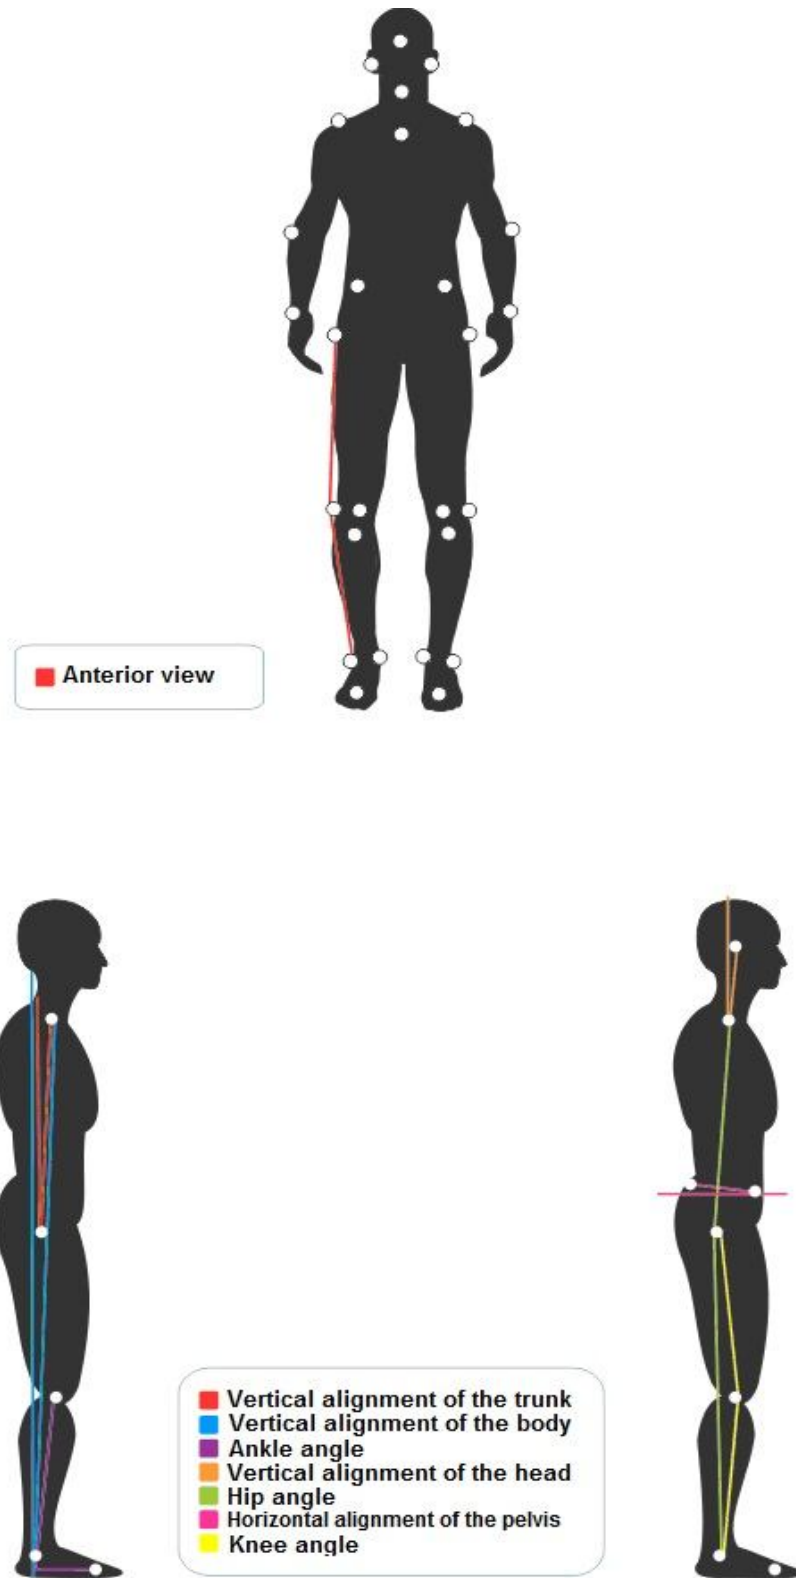 Anterior view
Vertical alignment of the trunk
Vertical alignment of the body
Ankle angle
Vertical alignment of the head
Hip angle
Horizontal alignment of the pelvis
Knee angle